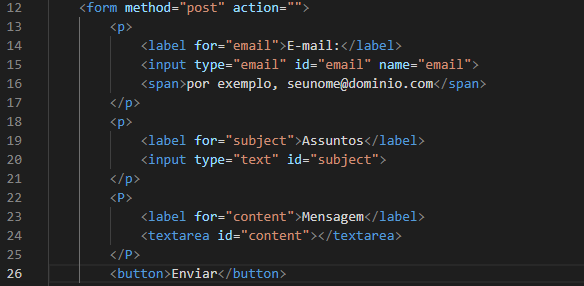 12 <form method="post" action="">
13 <p>
14 <label for="email">E-mail:</label>
15 <input type="email" id="email" name="email">
16 <span>por exemplo, seunome@dominio.com</span>
17 </p>
18 <p>
19 <label for="subject">Assuntos</label>
20 <input type="text" id="subject">
21 </p>
22 <P>
23 <label for="content">Mensagem</label>
24 <textarea id="content"></textarea>
25 </P>
26 <button>Enviar</button>